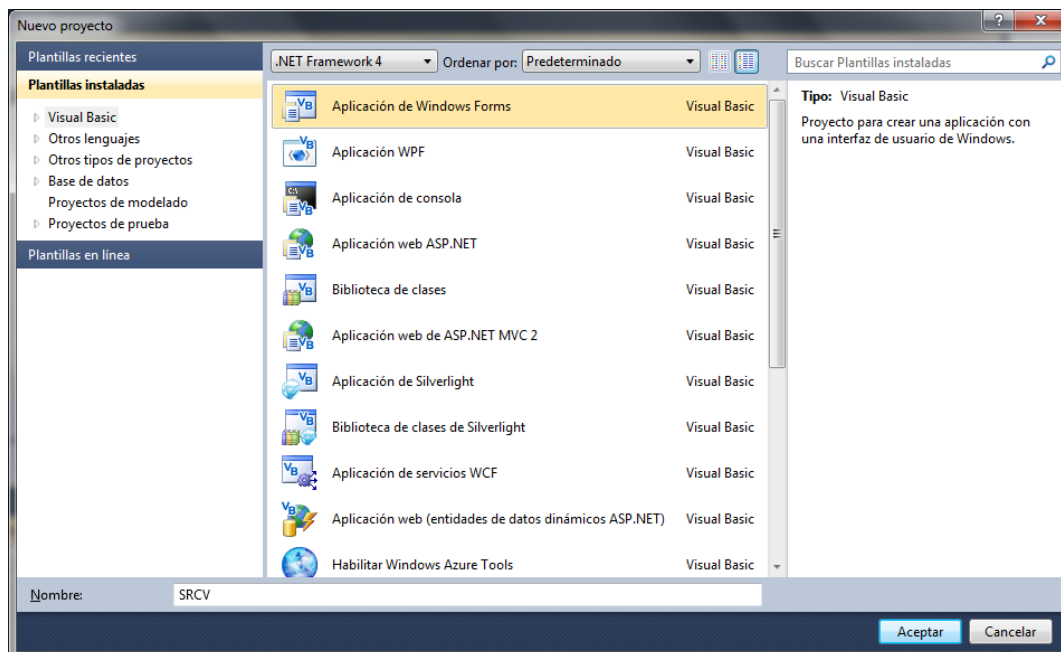 Nuevo proyecto
Plantillas recientes
Plantillas instaladas
Visual Basic
Otros lenguajes
Otros tipos de proyectos
Base de datos
Proyectos de modelado
Proyectos de prueba
Plantillas en línea
.NET Framework 4 Ordenar por: Predeterminado
Aplicación de Windows Forms Visual Basic
Aplicación WPF Visual Basic
Aplicación de consola Visual Basic
Aplicación web ASP.NET Visual Basic
Biblioteca de clases Visual Basic
Aplicación web de ASP.NET MVC 2 Visual Basic
Aplicación de Silverlight Visual Basic
Biblioteca de clases de Silverlight Visual Basic
Aplicación de servicios WCF Visual Basic
Aplicación web (entidades de datos dinámicos ASP.NET) Visual Basic
Habilitar Windows Azure Tools Visual Basic
Buscar Plantillas instaladas
Tipo: Visual Basic
Proyecto para crear una aplicación con
una interfaz de usuario de Windows.
Nombre: SRCV
Aceptar Cancelar